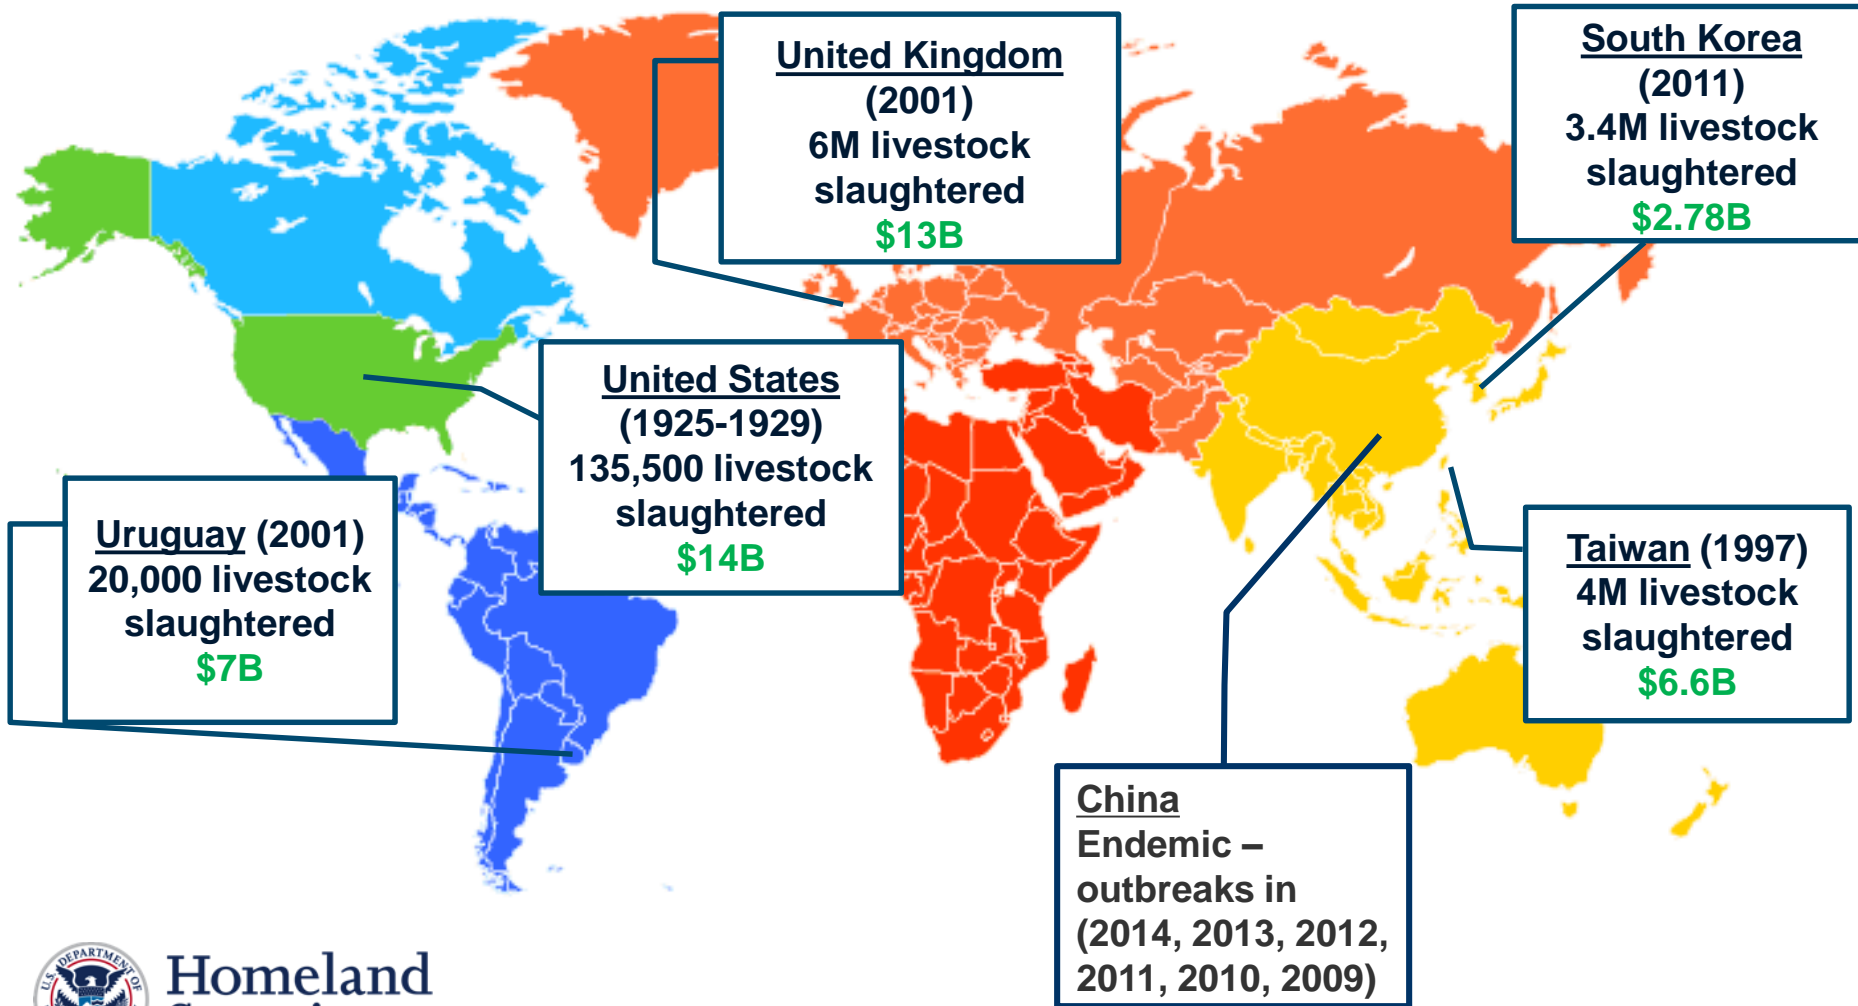 United Kingdom
(2001)
6M livestock
slaughtered
$13B
South Korea
(2011)
3.4M livestock
slaughtered
$2.78B
United States
(1925-1929)
135,500 livestock
slaughtered
$14B
Uruguay (2001)
20,000 livestock
slaughtered
$7B
Taiwan (1997)
4M livestock
slaughtered
$6.6B
China
Endemic –
outbreaks in
(2014, 2013, 2012,
2011, 2010, 2009)
U.S. DEPARTMENT OF
Homeland